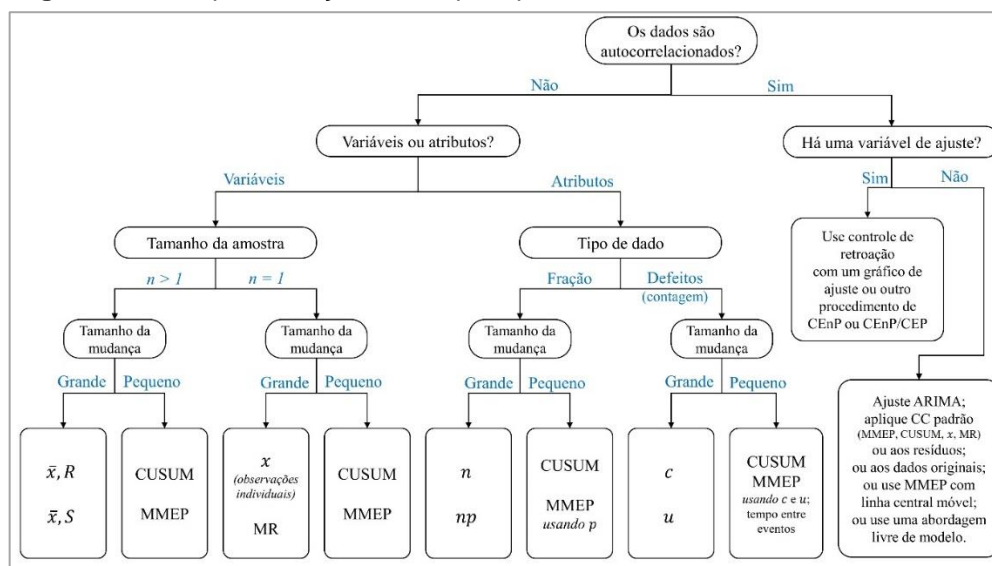 Os dados são
autocorrelacionados?
Não
Sim
Variáveis ou atributos?
Há uma variável de ajuste?
Variáveis
Atributos
Sim
Não
Tamanho da amostra
Tipo de dado
Use controle de
retroação
com um gráfico de
ajuste ou outro
procedimento de
CEnP ou CEnP/CEP
n > 1
n = 1
Fração
Defeitos
(contagem)
Tamanho da
mudança
Tamanho da
mudança
Tamanho da
mudança
Tamanho da
mudança
Grande
Pequeno
Grande
Pequeno
Grande
Pequeno
Grande
Pequeno
x̄, R
x̄, S
CUSUM
MMEP
x
(observações
individuais)
MR
CUSUM
MMEP
n
np
CUSUM
MMEP
usando p
c
u
CUSUM
MMEP
usando c e u;
tempo entre
eventos
Ajuste ARIMA;
aplique CC padrão
(MMEP, CUSUM, x, MR)
ou aos resíduos;
ou aos dados originais;
ou use MMEP com
linha central móvel;
ou use uma abordagem
livre de modelo.